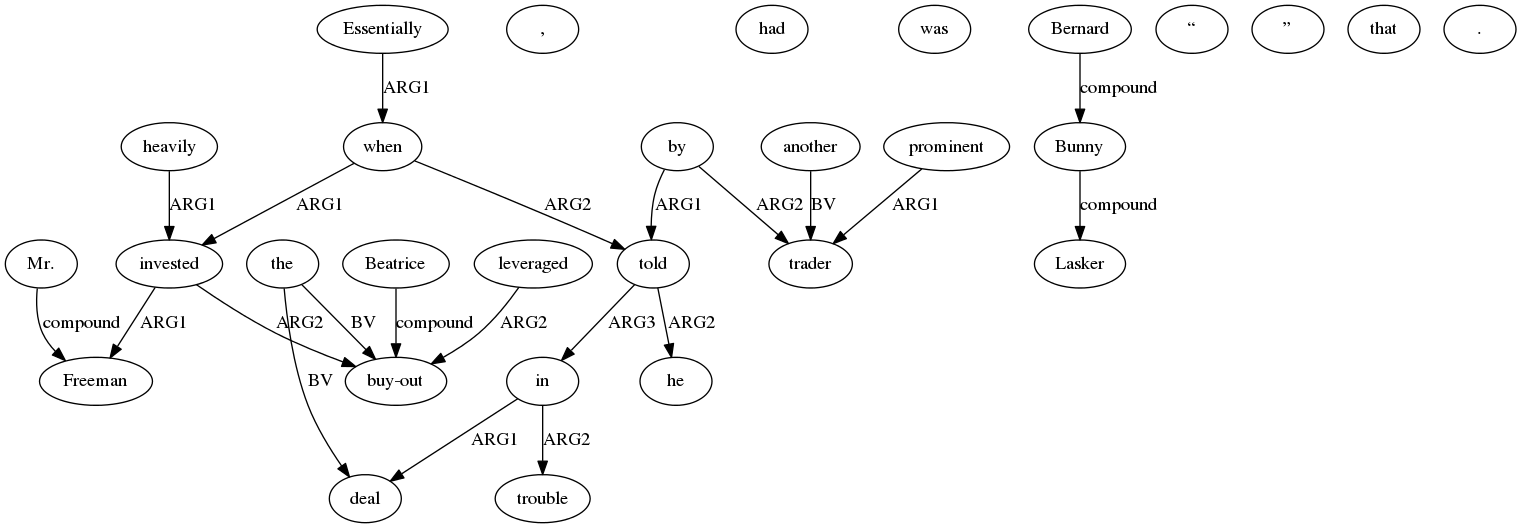 Essentially , had was Bernard “ ” that .
ARG1 compound
heavily when by another prominent Bunny
ARG1 ARG1 ARG2 ARG1 ARG2 BV ARG1 compound
Mr. invested the Beatrice leveraged told trader Lasker
compound ARG1 ARG2 BV compound ARG2 ARG3 ARG2
Freeman buy-out in he
BV
ARG1 ARG2
deal trouble